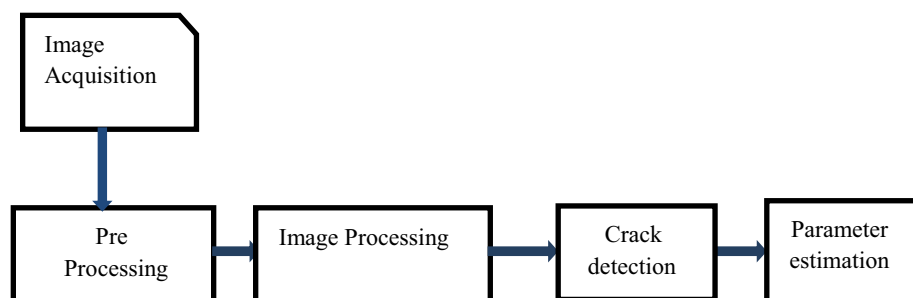 Image
Acquisition
Pre
Processing
Image Processing
Crack
detection
Parameter
estimation